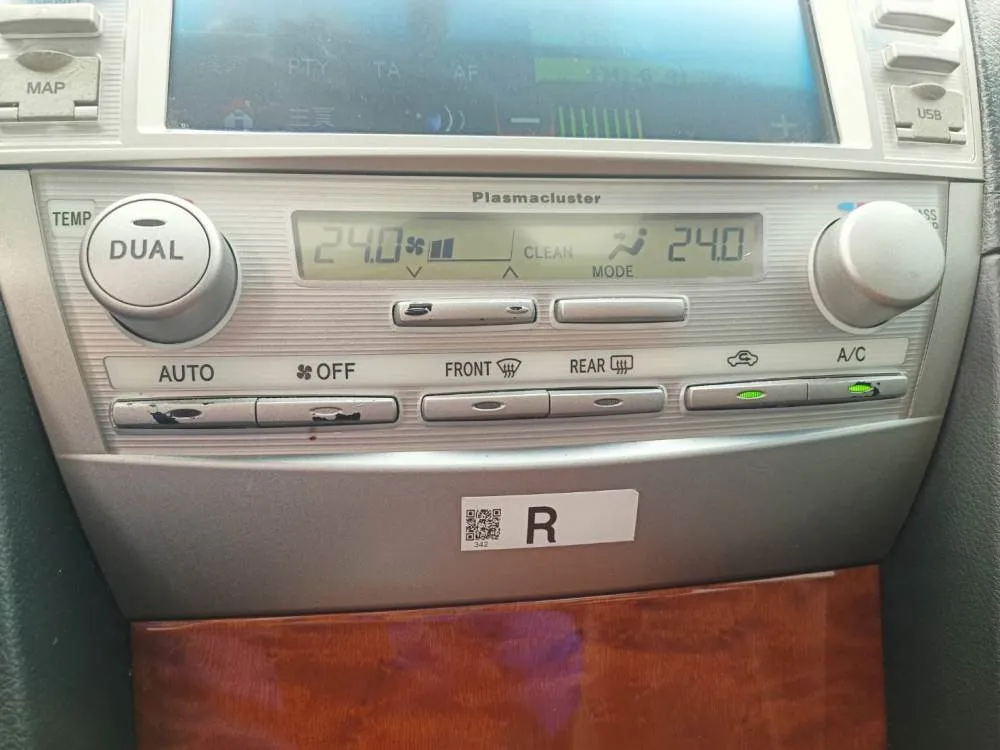 PTY TA AF
MAP
USB
Plasmacluster
TEMP
DUAL
24.0
CLEAN
MODE
24.0
AUTO
OFF
FRONT
REAR
A/C
R
342